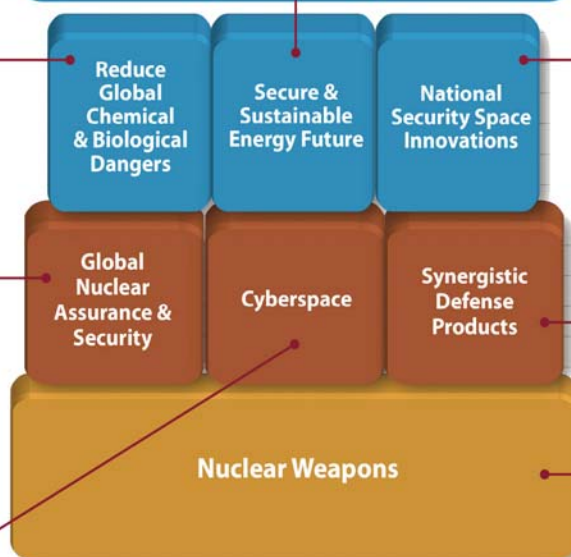 Reduce
Global
Chemical
& Biological
Dangers
Secure &
Sustainable
Energy Future
National
Security Space
Innovations
Global
Nuclear
Assurance &
Security
Cyberspace
Synergistic
Defense
Products
Nuclear Weapons